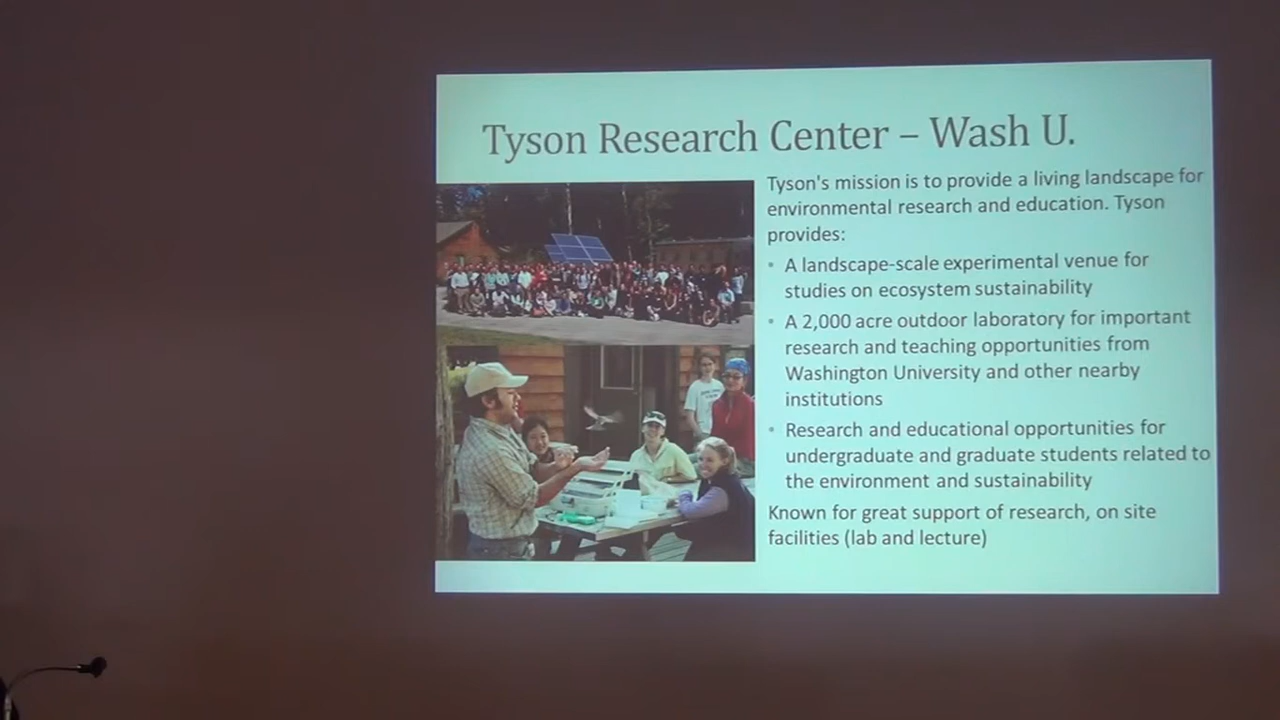 Tyson Research Center – Wash U.
Tyson's mission is to provide a living landscape for
environmental research and education. Tyson
provides:
• A landscape-scale experimental venue for
studies on ecosystem sustainability
• A 2,000 acre outdoor laboratory for important
research and teaching opportunities from
Washington University and other nearby
institutions
• Research and educational opportunities for
undergraduate and graduate students related to
the environment and sustainability
Known for great support of research, on site
facilities (lab and lecture)